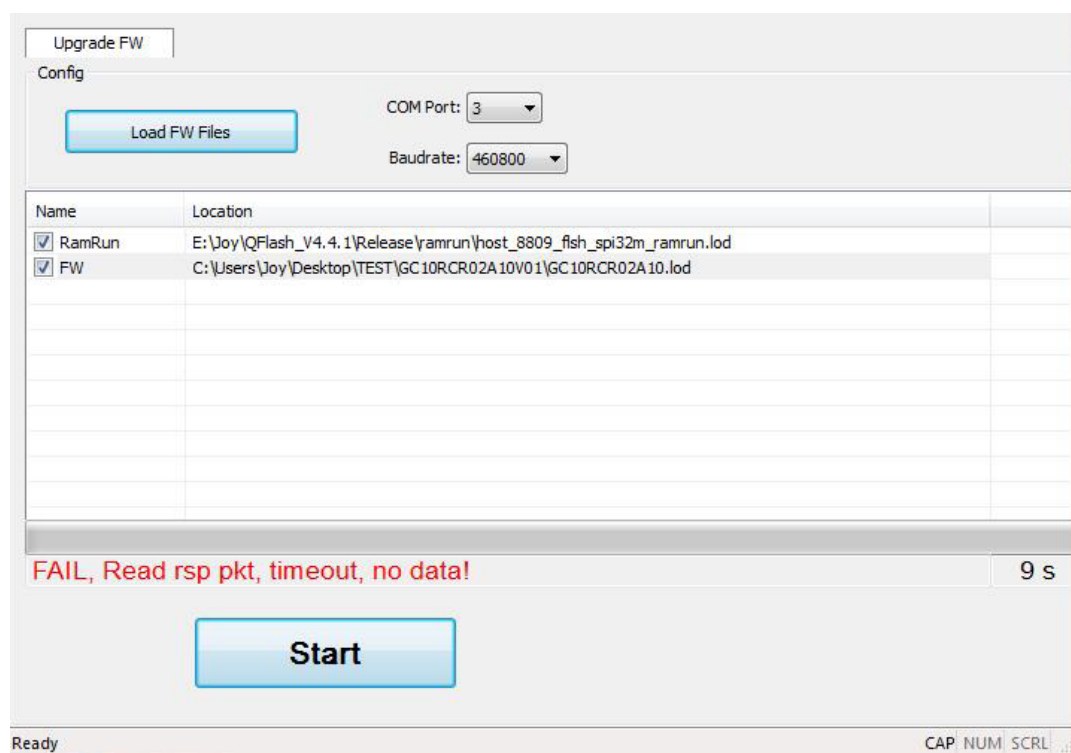 Upgrade FW
Config
Load FW Files
COM Port: 3
Baudrate: 460800
Name Location
RamRun E:\Joy\QFlash_V4.4.1\Release\ramrun\host_8809_flsh_spi32m_ramrun.lod
FW C:\Users\Joy\Desktop\TEST\GC10RCR02A10V01\GC10RCR02A10.lod
FAIL, Read rsp pkt, timeout, no data! 9 s
Start
Ready CAP NUM SCRL